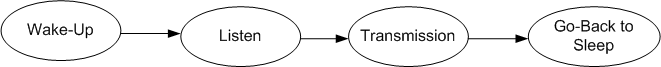 Wake-Up
Listen
Transmission
Go-Back to
Sleep